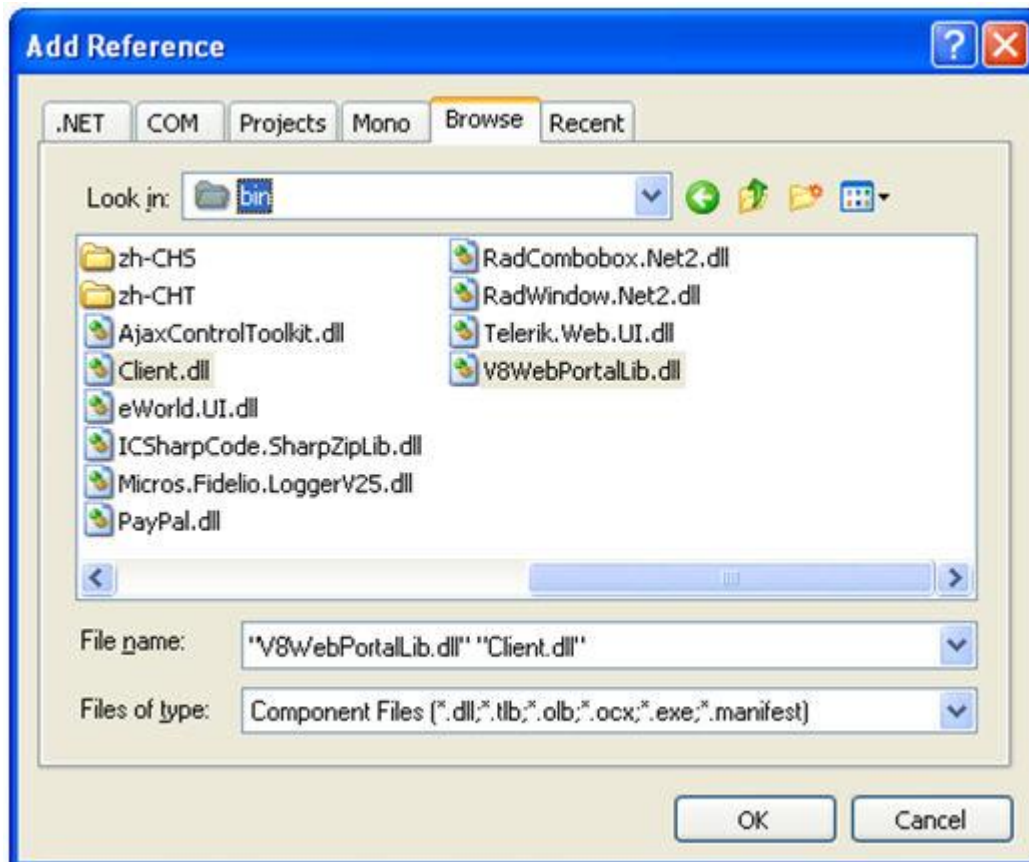 Add Reference
.NET COM Projects Mono Browse Recent
Look in: bin
zh-CHS
zh-CHT
AjaxControlToolkit.dll
Client.dll
eWorld.UI.dll
ICSharpCode.SharpZipLib.dll
Micros.Fidelio.LoggerV25.dll
PayPal.dll
RadCombobox.Net2.dll
RadWindow.Net2.dll
Telerik.Web.UI.dll
V8WebPortalLib.dll
File name: "V8WebPortalLib.dll" "Client.dll"
Files of type: Component Files (*.dll;*.tlb;*.olb;*.ocx;*.exe;*.manifest)
OK Cancel